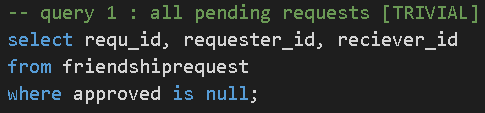 -- query 1 : all pending requests [TRIVIAL]
select requ_id, requester_id, reciever_id
from friendshiprequest
where approved is null;